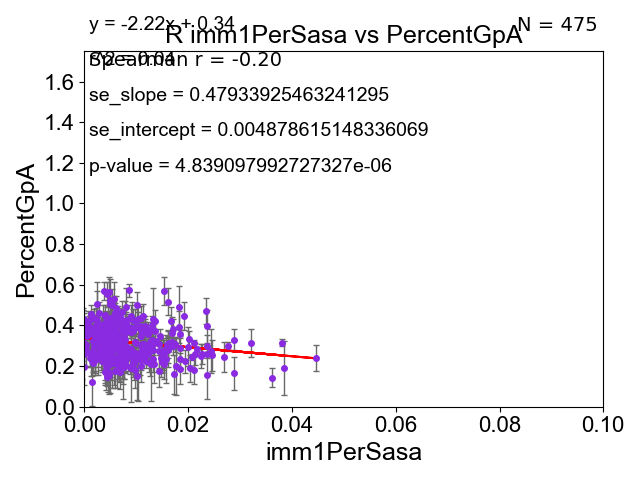 y = -2.22x + 0.34
R imm1PerSasa vs PercentGpA
N = 475
Spearman r = -0.20
se_slope = 0.47933925463241295
se_intercept = 0.004878615148336069
p-value = 4.839097992727327e-06
PercentGpA
1.6
1.4
1.2
1.0
0.8
0.6
0.4
0.2
0.0
0.00 0.02 0.04 0.06 0.08 0.10
imm1PerSasa